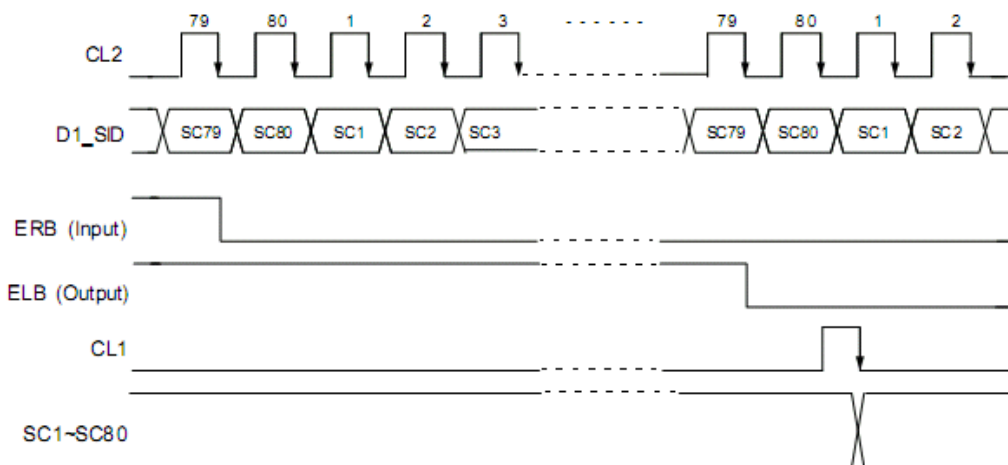 79 80 1 2 3 79 80 1 2
CL2
D1_SID SC79 SC80 SC1 SC2 SC3 SC79 SC80 SC1 SC2
ERB (Input)
ELB (Output)
CL1
SC1~SC80